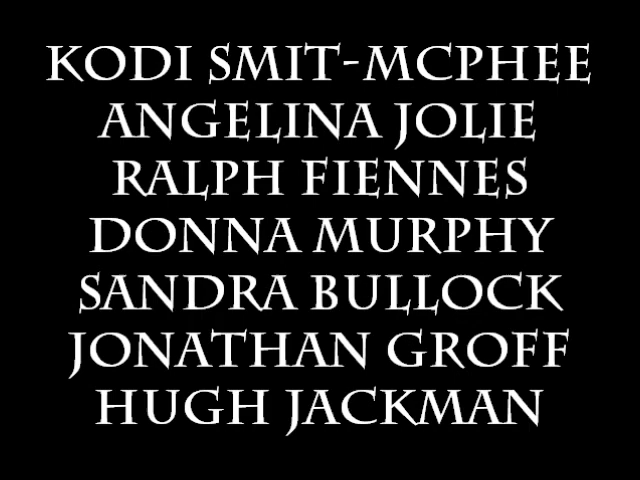 KODI SMIT-MCPHEE
ANGELINA JOLIE
RALPH FIENNES
DONNA MURPHY
SANDRA BULLOCK
JONATHAN GROFF
HUGH JACKMAN